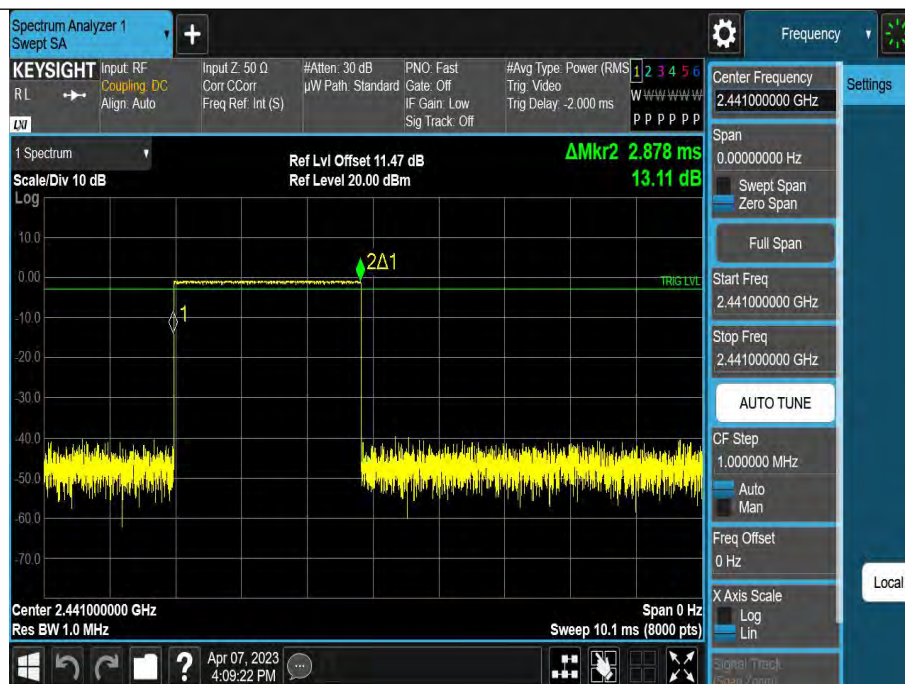 Spectrum Analyzer 1
Swept SA
Frequency
KEYSIGHT
RL
LXI
Input: RF
Coupling: DC
Align: Auto
Input Z: 50 Ω
Corr CCorr
Freq Ref: Int (S)
#Atten: 30 dB
µW Path: Standard
PNO: Fast
Gate: Off
IF Gain: Low
Sig Track: Off
#Avg Type: Power (RMS
Trig: Video
Trig Delay: -2.000 ms
1 2 3 4 5 6
W W W W W W
P P P P P P
Center Frequency
2.441000000 GHz
Settings
1 Spectrum
Scale/Div 10 dB
Ref Lvl Offset 11.47 dB
Ref Level 20.00 dBm
ΔMkr2 2.878 ms
13.11 dB
Span
0.00000000 Hz
Swept Span
Zero Span
Full Span
Log
10.0
0.00
-10.0
-20.0
-30.0
-40.0
-50.0
-60.0
-70.0
2Δ1
1
TRIG LVL
Start Freq
2.441000000 GHz
Stop Freq
2.441000000 GHz
AUTO TUNE
CF Step
1.000000 MHz
Auto
Man
Freq Offset
0 Hz
Local
X Axis Scale
Log
Lin
Signal Track
(Span Zoom)
Center 2.441000000 GHz
Res BW 1.0 MHz
Span 0 Hz
Sweep 10.1 ms (8000 pts)
Apr 07, 2023
4:09:22 PM